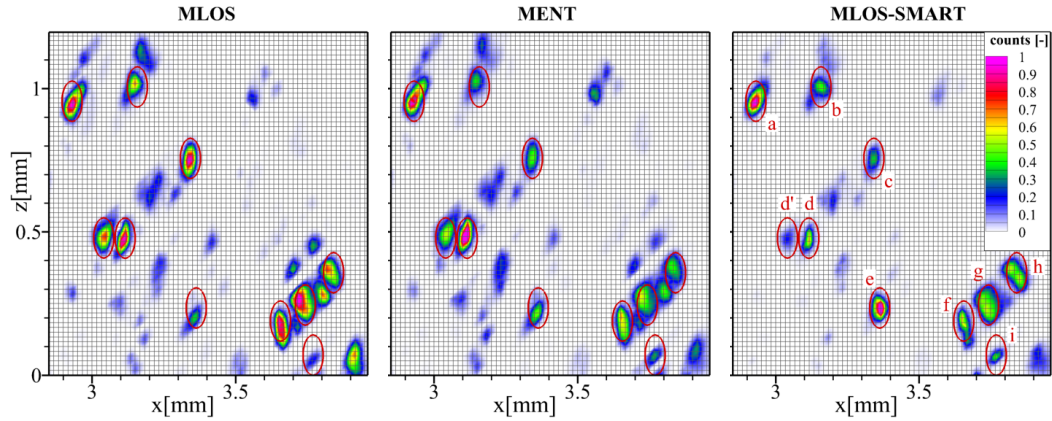 MLOS
MENT
MLOS-SMART
counts [-]
1
0.9
0.8
0.7
0.6
0.5
0.4
0.3
0.2
0.1
0
z[mm]
1
0.5
0
a
b
c
d'
d
e
f
g
h
i
3
3.5
3
3.5
3
3.5
x[mm]
x[mm]
x[mm]